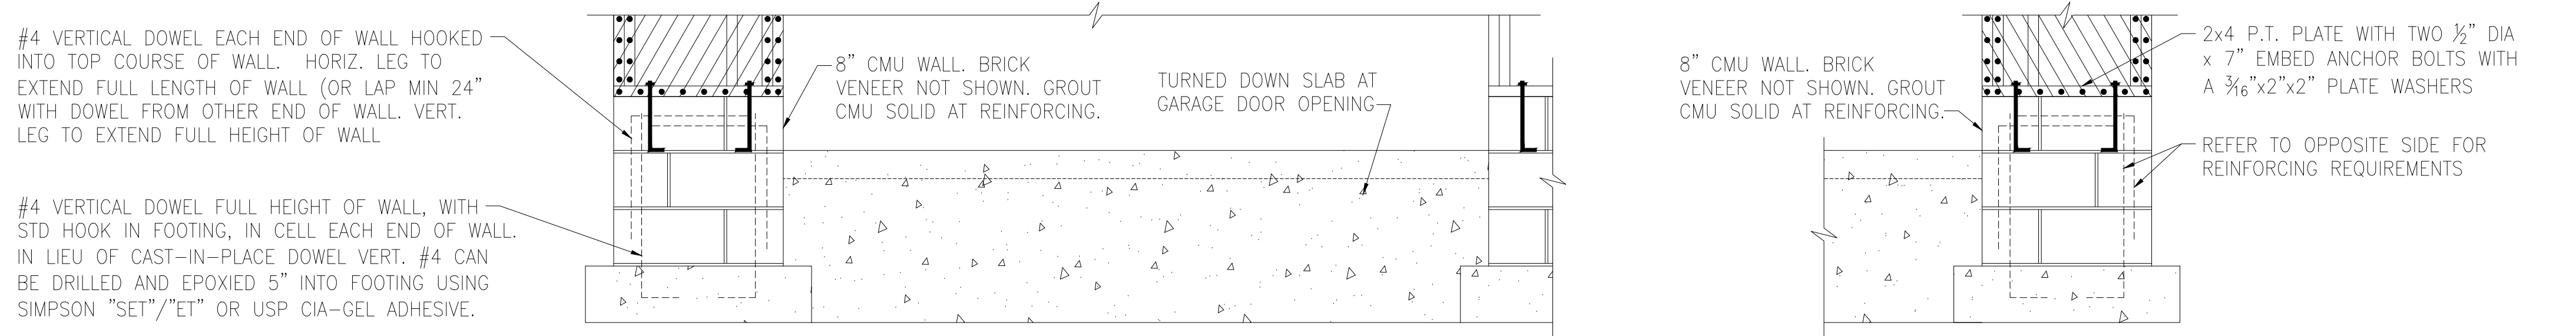 #4 VERTICAL DOWEL EACH END OF WALL HOOKED
INTO TOP COURSE OF WALL. HORIZ. LEG TO
EXTEND FULL LENGTH OF WALL (OR LAP MIN 24"
WITH DOWEL FROM OTHER END OF WALL. VERT.
LEG TO EXTEND FULL HEIGHT OF WALL
#4 VERTICAL DOWEL FULL HEIGHT OF WALL, WITH
STD HOOK IN FOOTING, IN CELL EACH END OF WALL.
IN LIEU OF CAST-IN-PLACE DOWEL VERT. #4 CAN
BE DRILLED AND EPOXIED 5" INTO FOOTING USING
SIMPSON "SET"/"ET" OR USP CIA-GEL ADHESIVE.
8" CMU WALL. BRICK
VENEER NOT SHOWN. GROUT
CMU SOLID AT REINFORCING.
TURNED DOWN SLAB AT
GARAGE DOOR OPENING
8" CMU WALL. BRICK
VENEER NOT SHOWN. GROUT
CMU SOLID AT REINFORCING.
2x4 P.T. PLATE WITH TWO ½" DIA
x 7" EMBED ANCHOR BOLTS WITH
A 3⁄16"x2"x2" PLATE WASHERS
REFER TO OPPOSITE SIDE FOR
REINFORCING REQUIREMENTS